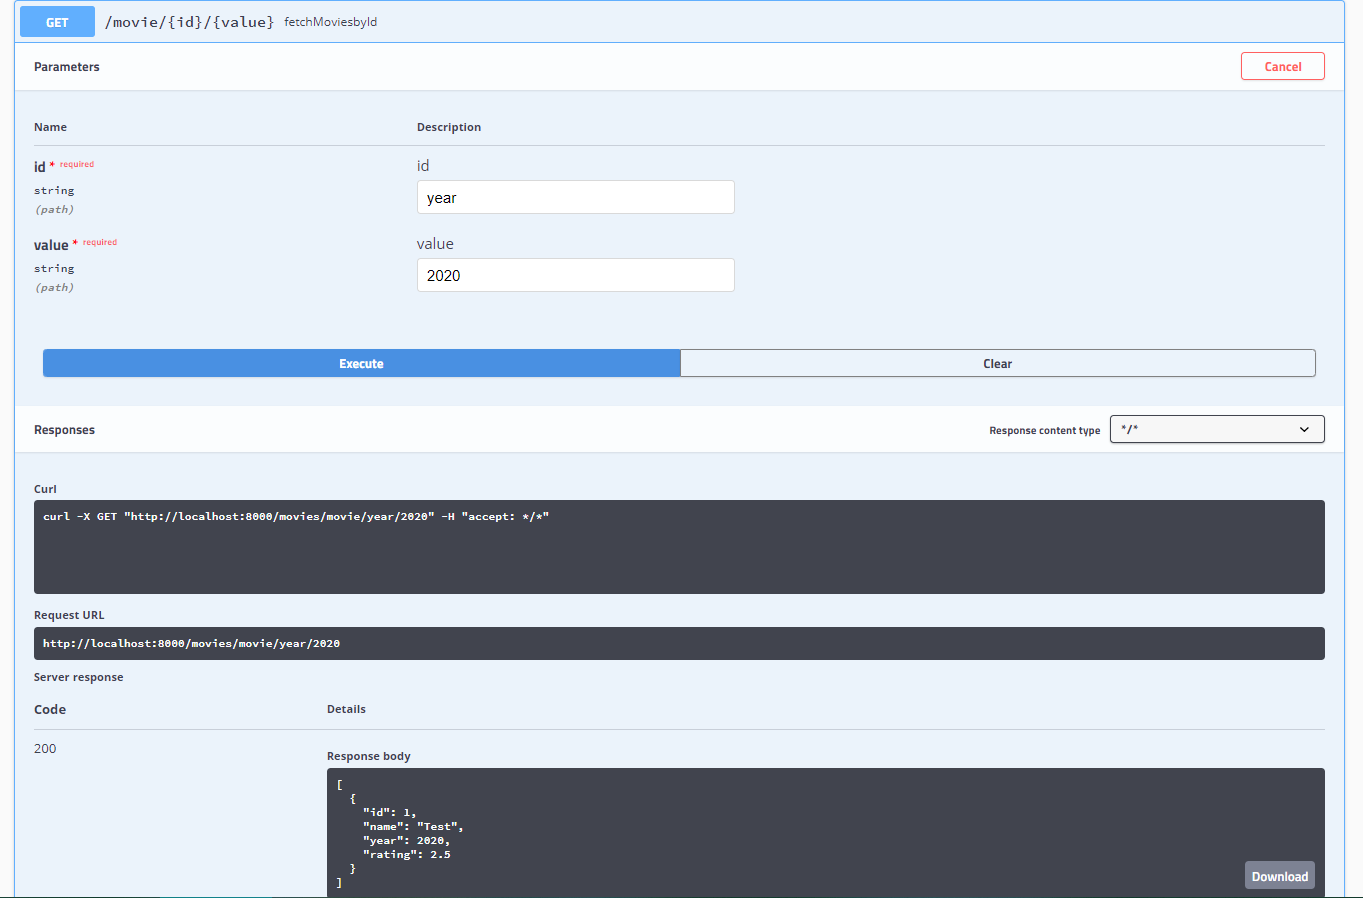 GET /movie/{id}/{value} fetchMoviesbyId
Parameters Cancel
Name Description
id * required id
string year
(path)
value * required value
string 2020
(path)
Execute Clear
Responses Response content type */*
Curl
curl -X GET "http://localhost:8000/movies/movie/year/2020" -H "accept: */*"
Request URL
http://localhost:8000/movies/movie/year/2020
Server response
Code Details
200
Response body
[
  {
    "id": 1,
    "name": "Test",
    "year": 2020,
    "rating": 2.5
  }
]
Download